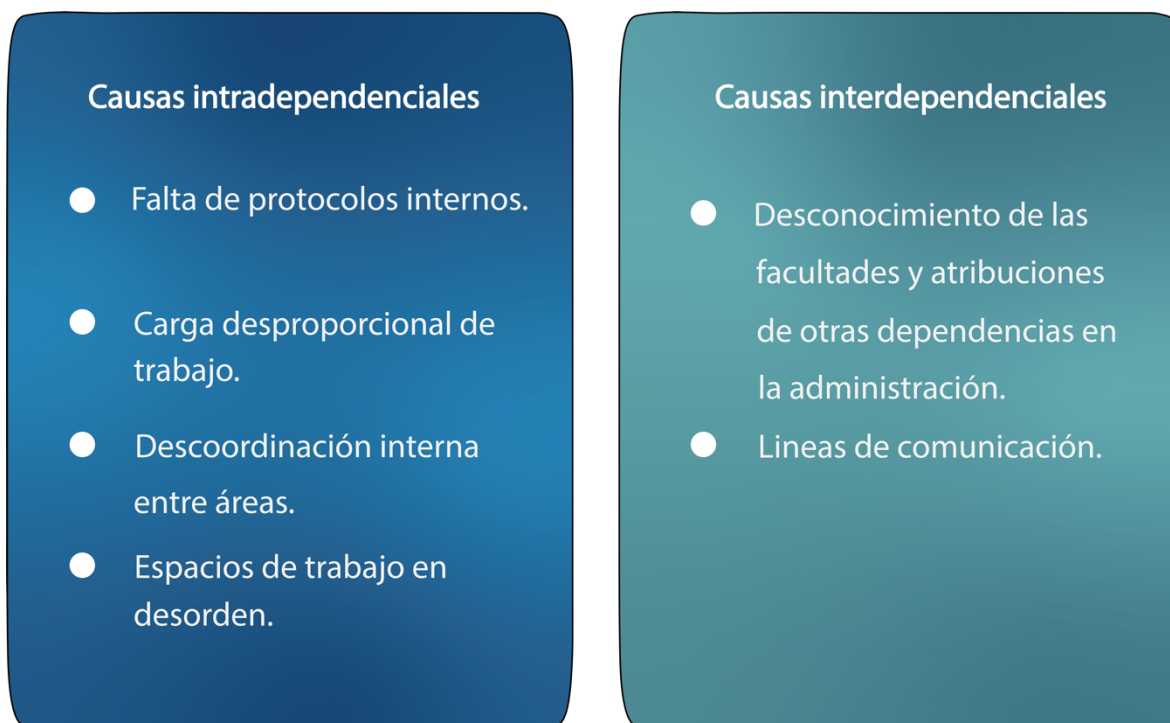 Causas intradependenciales
Falta de protocolos internos.
Carga desproporcional de
trabajo.
Descoordinación interna
entre áreas.
Espacios de trabajo en
desorden.
Causas interdependenciales
Desconocimiento de las
facultades y atribuciones
de otras dependencias en
la administración.
Lineas de comunicación.